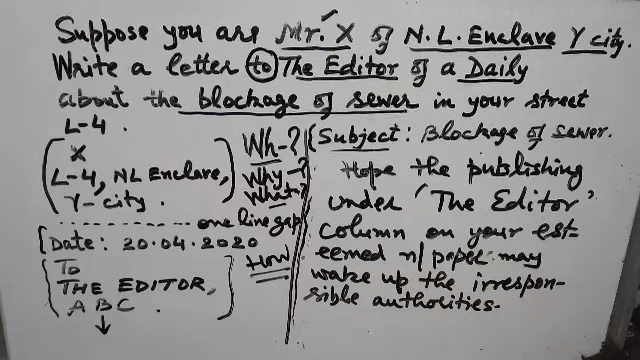 Suppose you are Mr. X of N.L. Enclave Y city.
Write a letter to The Editor of a Daily
about the blockage of sewer in your street
L-4.
X
L-4, NL Enclave,
Y-city.
one line gap
Date: 20.04.2020
To
THE EDITOR,
ABC.
Wh-?
Why-?
What-?
How
Subject: Blockage of sewer.
Hope the publishing
under 'The Editor'
column on your est-
eemed n/paper may
wake up the irrespon-
sible authorities.